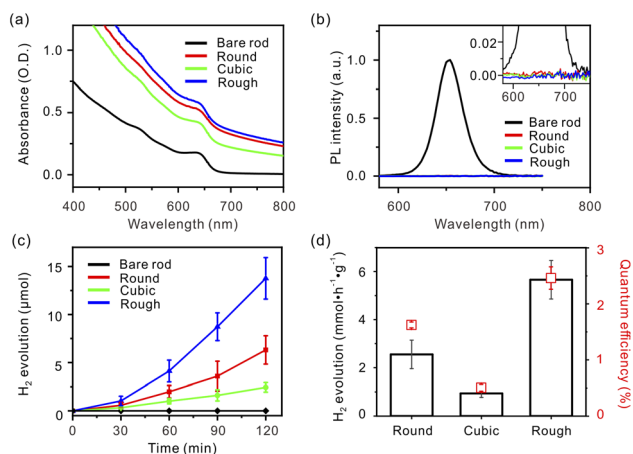 (a)
Absorbance (O.D.)
1.0
0.5
0.0
Bare rod
Round
Cubic
Rough
400 500 600 700 800
Wavelength (nm)
(b)
PL intensity (a.u.)
1.0
0.5
0.0
0.02
0.00
600 700
Bare rod
Round
Cubic
Rough
600 700 800
Wavelength (nm)
(c)
H₂ evolution (μmol)
15
10
5
0
Bare rod
Round
Cubic
Rough
0 30 60 90 120
Time (min)
(d)
H₂ evolution (mmol•h⁻¹•g⁻¹)
6
4
2
0
Round Cubic Rough
3
2
1
0
Quantum efficiency (%)